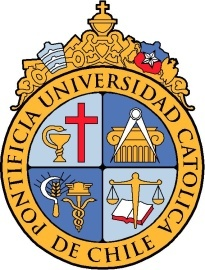 PONTIFICIA UNIVERSIDAD CATOLICA
DE CHILE